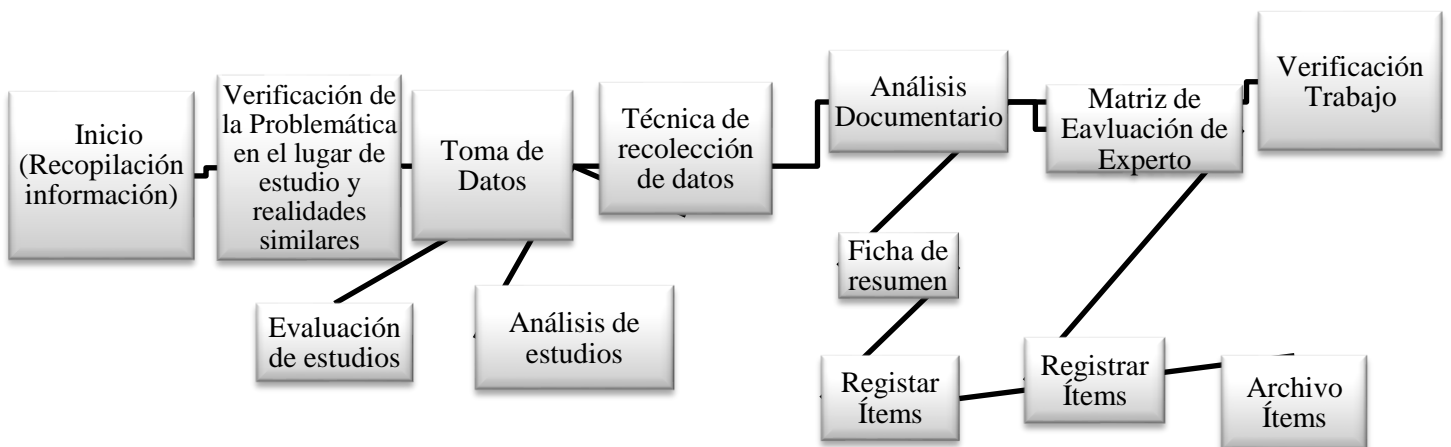 Inicio
(Recopilación
información)
Verificación de
la Problemática
en el lugar de
estudio y
realidades
similares
Toma de
Datos
Técnica de
recolección
de datos
Análisis
Documentario
Matriz de
Eavluación de
Experto
Verificación
Trabajo
Evaluación
de estudios
Análisis de
estudios
Ficha de
resumen
Registar
Ítems
Registrar
Ítems
Archivo
Ítems